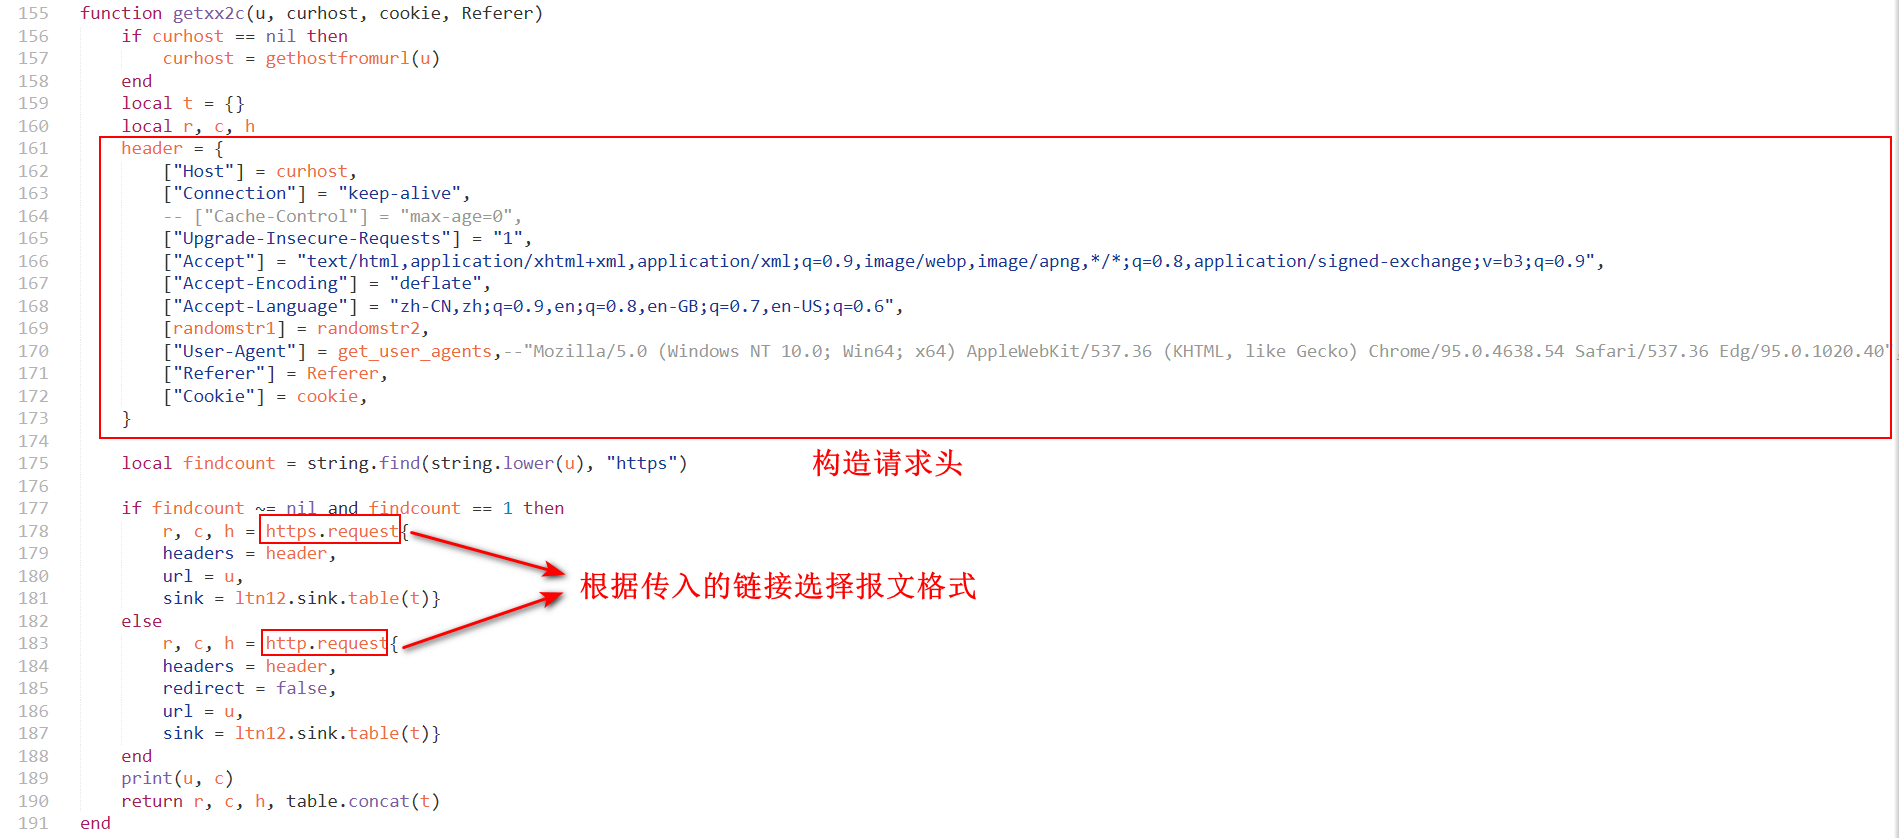 155 function getxx2c(u, curhost, cookie, Referer)
156     if curhost == nil then
157         curhost = gethostfromurl(u)
158     end
159     local t = {}
160     local r, c, h
161     header = {
162         ["Host"] = curhost,
163         ["Connection"] = "keep-alive",
164         -- ["Cache-Control"] = "max-age=0",
165         ["Upgrade-Insecure-Requests"] = "1",
166         ["Accept"] = "text/html,application/xhtml+xml,application/xml;q=0.9,image/webp,image/apng,*/*;q=0.8,application/signed-exchange;v=b3;q=0.9",
167         ["Accept-Encoding"] = "deflate",
168         ["Accept-Language"] = "zh-CN,zh;q=0.9,en;q=0.8,en-GB;q=0.7,en-US;q=0.6",
169         [randomstr1] = randomstr2,
170         ["User-Agent"] = get_user_agents,--"Mozilla/5.0 (Windows NT 10.0; Win64; x64) AppleWebKit/537.36 (KHTML, like Gecko) Chrome/95.0.4638.54 Safari/537.36 Edg/95.0.1020.40",
171         ["Referer"] = Referer,
172         ["Cookie"] = cookie,
173     }
174
构造请求头
175     local findcount = string.find(string.lower(u), "https")
176
177     if findcount ~= nil and findcount == 1 then
178         r, c, h = https.request{
179         headers = header,
180         url = u,
181         sink = ltn12.sink.table(t)}
根据传入的链接选择报文格式
182     else
183         r, c, h = http.request{
184         headers = header,
185         redirect = false,
186         url = u,
187         sink = ltn12.sink.table(t)}
188     end
189     print(u, c)
190     return r, c, h, table.concat(t)
191 end